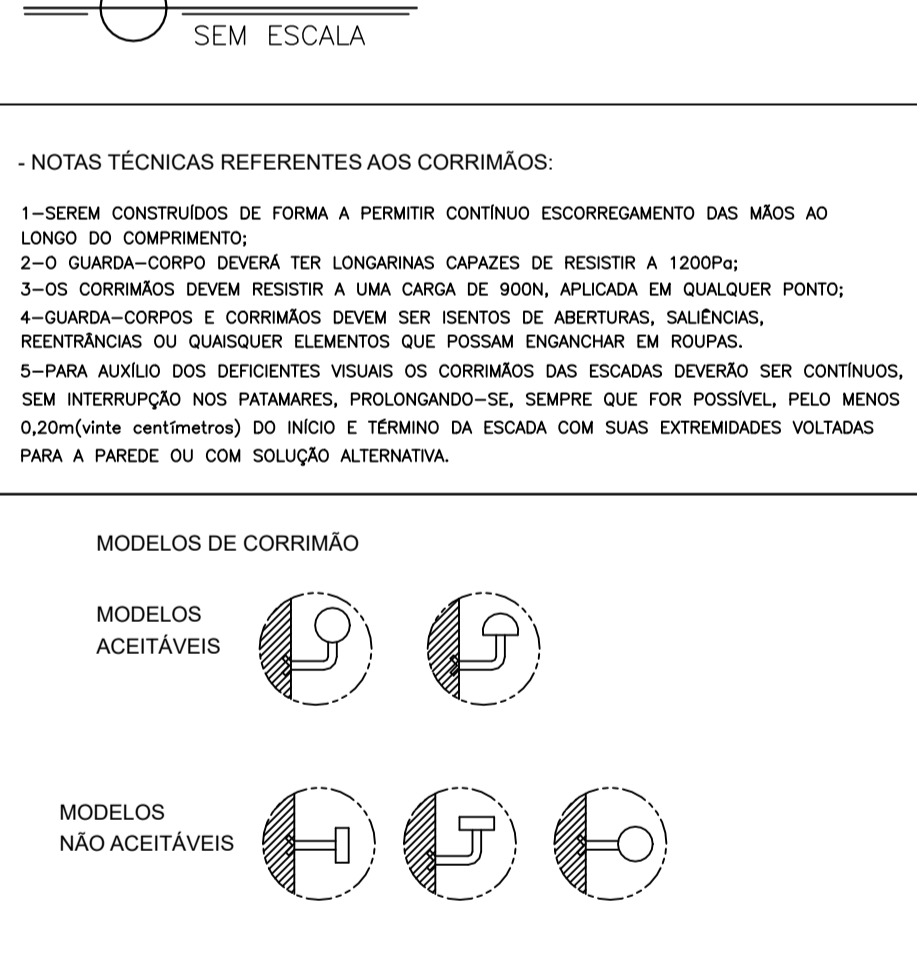 SEM ESCALA
- NOTAS TÉCNICAS REFERENTES AOS CORRIMÃOS:
1-SEREM CONSTRUÍDOS DE FORMA A PERMITIR CONTÍNUO ESCORREGAMENTO DAS MÃOS AO
LONGO DO COMPRIMENTO;
2-O GUARDA-CORPO DEVERÁ TER LONGARINAS CAPAZES DE RESISTIR A 1200Pa;
3-OS CORRIMÃOS DEVEM RESISTIR A UMA CARGA DE 900N, APLICADA EM QUALQUER PONTO;
4-GUARDA-CORPOS E CORRIMÃOS DEVEM SER ISENTOS DE ABERTURAS, SALIÊNCIAS,
REENTRÂNCIAS OU QUAISQUER ELEMENTOS QUE POSSAM ENGANCHAR EM ROUPAS.
5-PARA AUXÍLIO DOS DEFICIENTES VISUAIS OS CORRIMÃOS DAS ESCADAS DEVERÃO SER CONTÍNUOS,
SEM INTERRUPÇÃO NOS PATAMARES, PROLONGANDO-SE, SEMPRE QUE FOR POSSÍVEL, PELO MENOS
0,20m(vinte centímetros) DO INÍCIO E TÉRMINO DA ESCADA COM SUAS EXTREMIDADES VOLTADAS
PARA A PAREDE OU COM SOLUÇÃO ALTERNATIVA.
MODELOS DE CORRIMÃO
MODELOS
ACEITÁVEIS
MODELOS
NÃO ACEITÁVEIS